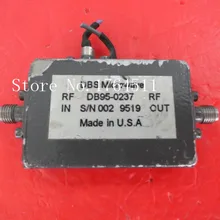 DBS Microwave
RF DB95-0237 RF
IN S/N 002 9519 OUT
Made in U.S.A